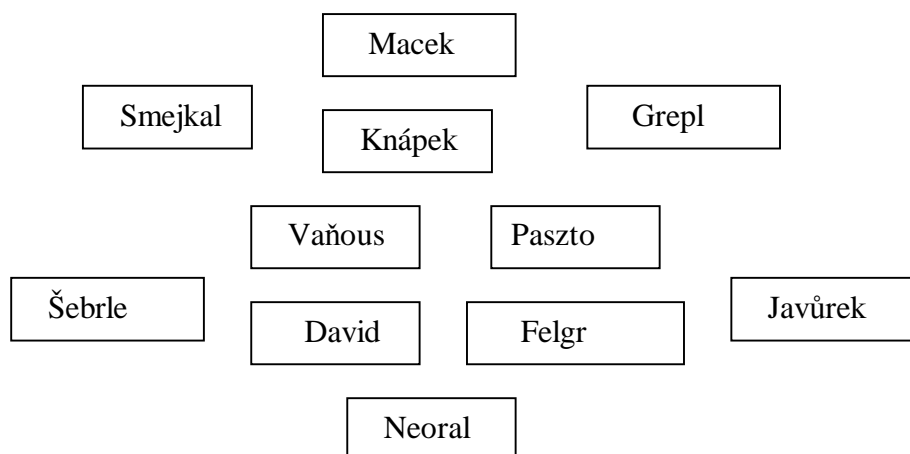 Macek
Smejkal
Grepl
Knápek
Vaňous
Paszto
Šebrle
David
Felgr
Javůrek
Neoral